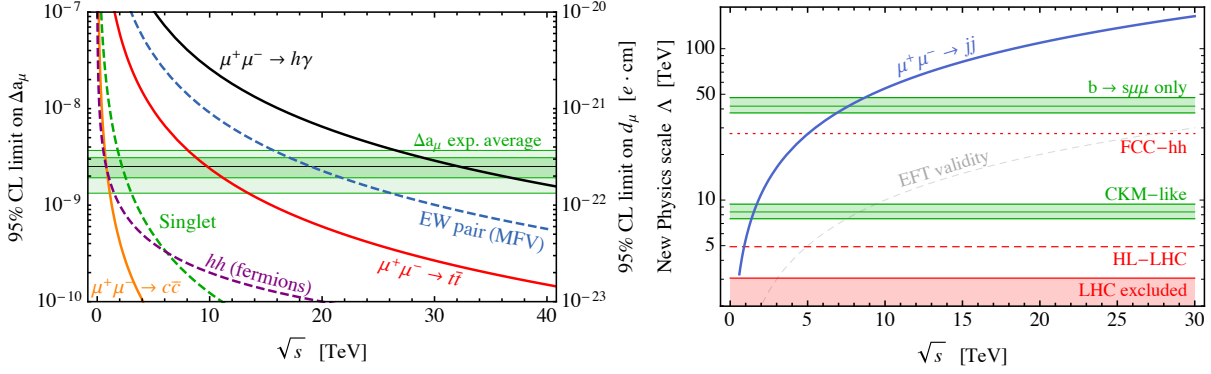 10⁻⁷
10⁻⁸
10⁻⁹
10⁻¹⁰
95% CL limit on Δaμ
μ⁺μ⁻→ hγ
Δaμ exp. average
Singlet
EW pair (MFV)
hh (fermions)
μ⁺μ⁻→ tt̄
μ⁺μ⁻→ cc̄
0 10 20 30 40
√s [TeV]
10⁻²⁰
10⁻²¹
10⁻²²
10⁻²³
95% CL limit on dμ [e · cm]
100
50
10
5
New Physics scale Λ [TeV]
μ⁺μ⁻→ jj
b → sμμ only
FCC−hh
EFT validity
CKM−like
HL−LHC
LHC excluded
0 5 10 15 20 25 30
√s [TeV]